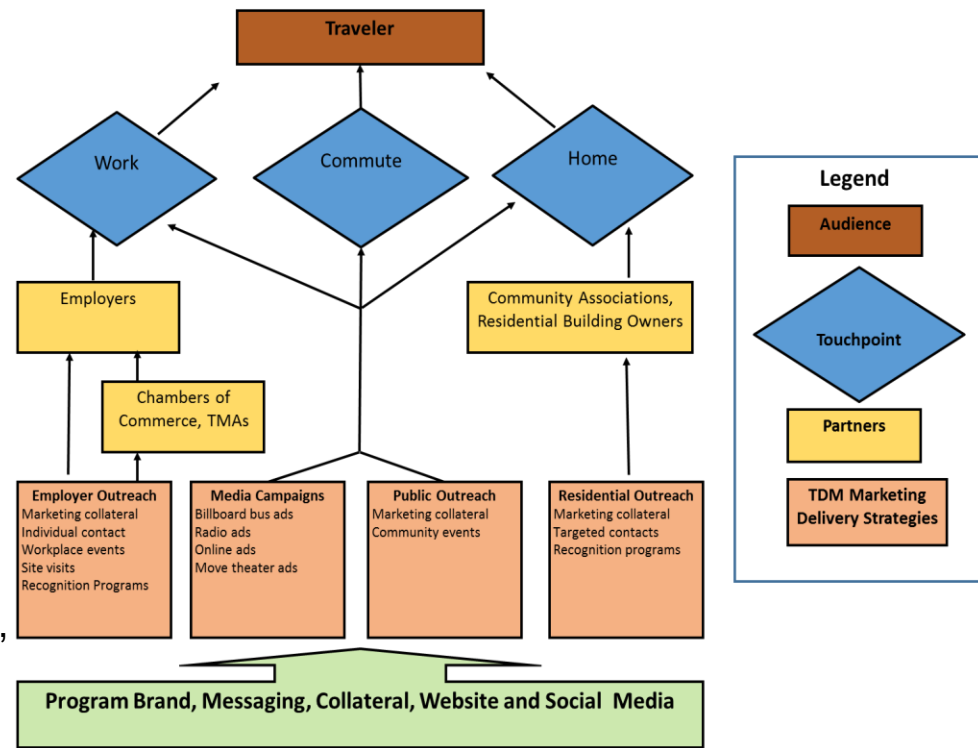 Traveler
Work
Commute
Home
Employers
Community Associations,
Residential Building Owners
Chambers of
Commerce, TMAs
Employer Outreach
Marketing collateral
Individual contact
Workplace events
Site visits
Recognition Programs
Media Campaigns
Billboard bus ads
Radio ads
Online ads
Move theater ads
Public Outreach
Marketing collateral
Community events
Residential Outreach
Marketing collateral
Targeted contacts
Recognition programs
,
Program Brand, Messaging, Collateral, Website and Social Media
Legend
Audience
Touchpoint
Partners
TDM Marketing
Delivery Strategies